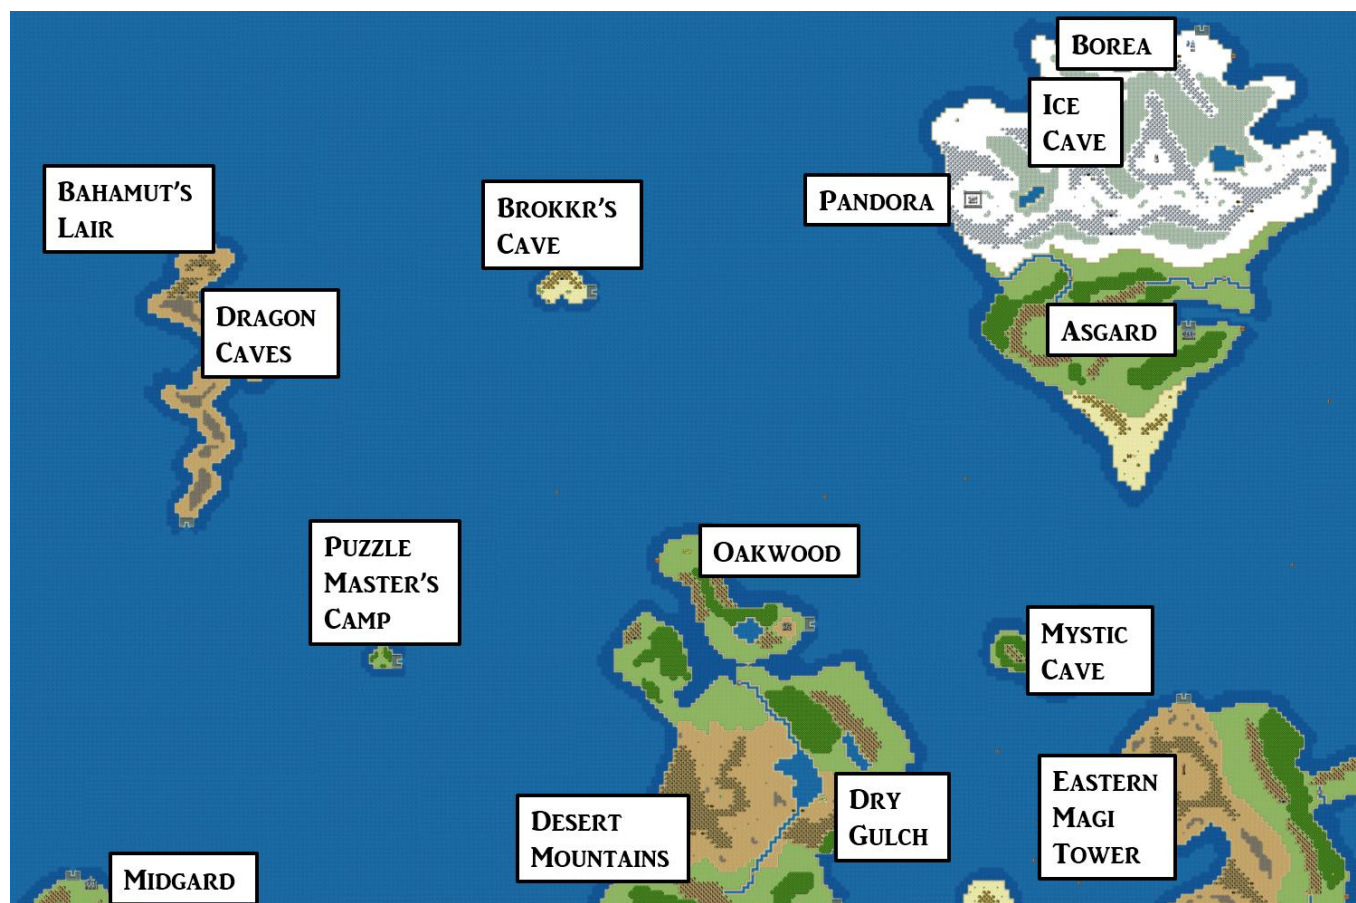 Borea
Ice
Cave
Bahamut's
Lair
Brokkr's
Cave
Pandora
Dragon
Caves
Asgard
Puzzle
Master's
Camp
Oakwood
Mystic
Cave
Eastern
Magi
Tower
Desert
Mountains
Dry
Gulch
Midgard